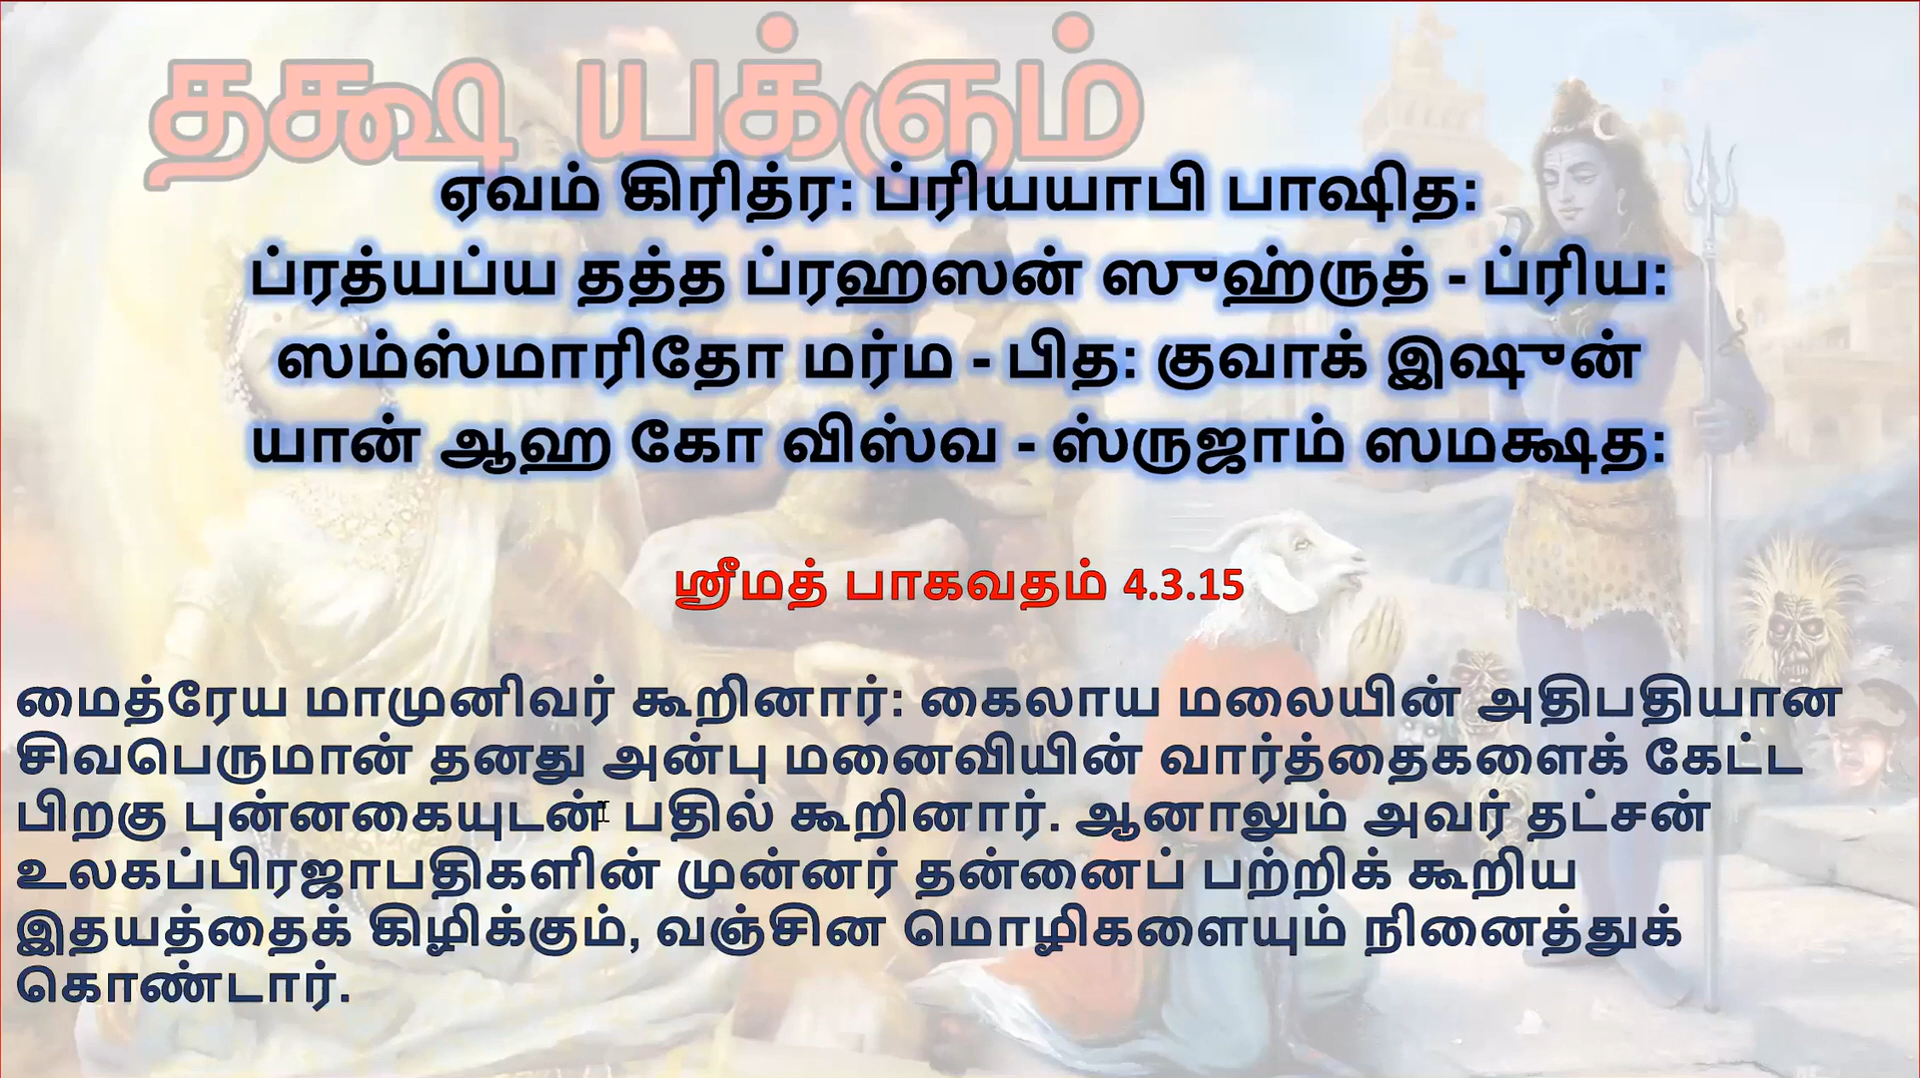 தக்ஷ யக்ஞம்
ஏவம் கிரித்ர: ப்ரியயாபி பாஷித:
ப்ரத்யப்ய தத்த ப்ரஹஸன் ஸுஹ்ருத் - ப்ரிய:
ஸம்ஸ்மாரிதோ மர்ம - பித: குவாக் இஷுன்
யான் ஆஹ கோ விஸ்வ - ஸ்ருஜாம் ஸமக்ஷத:
ஸ்ரீமத் பாகவதம் 4.3.15
மைத்ரேய மாமுனிவர் கூறினார்: கைலாய மலையின் அதிபதியான
சிவபெருமான் தனது அன்பு மனைவியின் வார்த்தைகளைக் கேட்ட
பிறகு புன்னகையுடன் பதில் கூறினார். ஆனாலும் அவர் தட்சன்
உலகப்பிரஜாபதிகளின் முன்னர் தன்னைப் பற்றிக் கூறிய
இதயத்தைக் கிழிக்கும், வஞ்சின மொழிகளையும் நினைத்துக்
கொண்டார்.